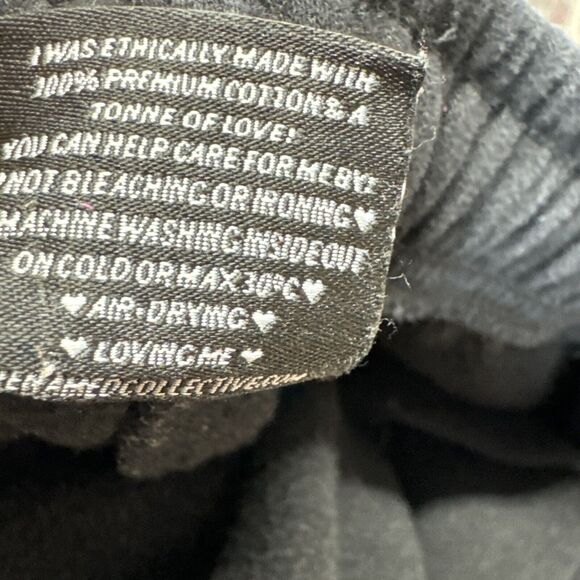 I WAS ETHICALLY MADE WITH
100% PREMIUM COTTON & A
TONNE OF LOVE!
YOU CAN HELP CARE FOR ME BY:
NOT BLEACHING OR IRONING ♥
MACHINE WASHING INSIDE OUT
ON COLD OR MAX 30°C ♥
♥ AIR-DRYING ♥
♥ LOVING ME ♥